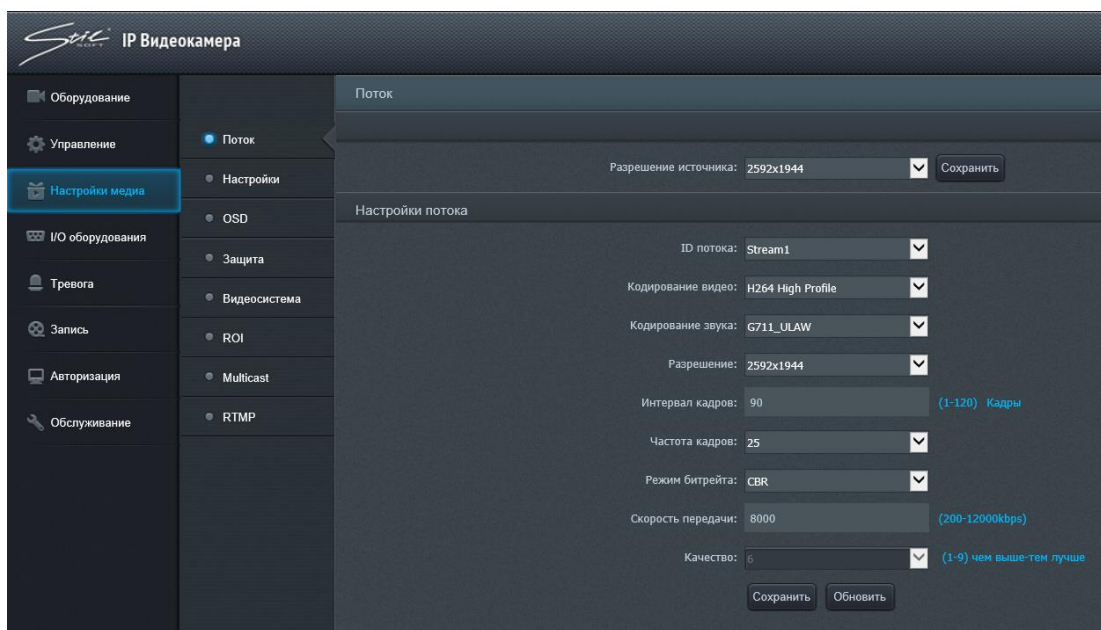 Stil SOFT IP Видеокамера
Оборудование
Управление
Настройки медиа
I/O оборудования
Тревога
Запись
Авторизация
Обслуживание
Поток
Настройки
OSD
Защита
Видеосистема
ROI
Multicast
RTMP
Поток
Разрешение источника: 2592x1944 Сохранить
Настройки потока
ID потока: Stream1
Кодирование видео: H264 High Profile
Кодирование звука: G711_ULAW
Разрешение: 2592x1944
Интервал кадров: 90 (1-120) Кадры
Частота кадров: 25
Режим битрейта: CBR
Скорость передачи: 8000 (200-12000kbps)
Качество: 6 (1-9) чем выше-тем лучше
Сохранить Обновить